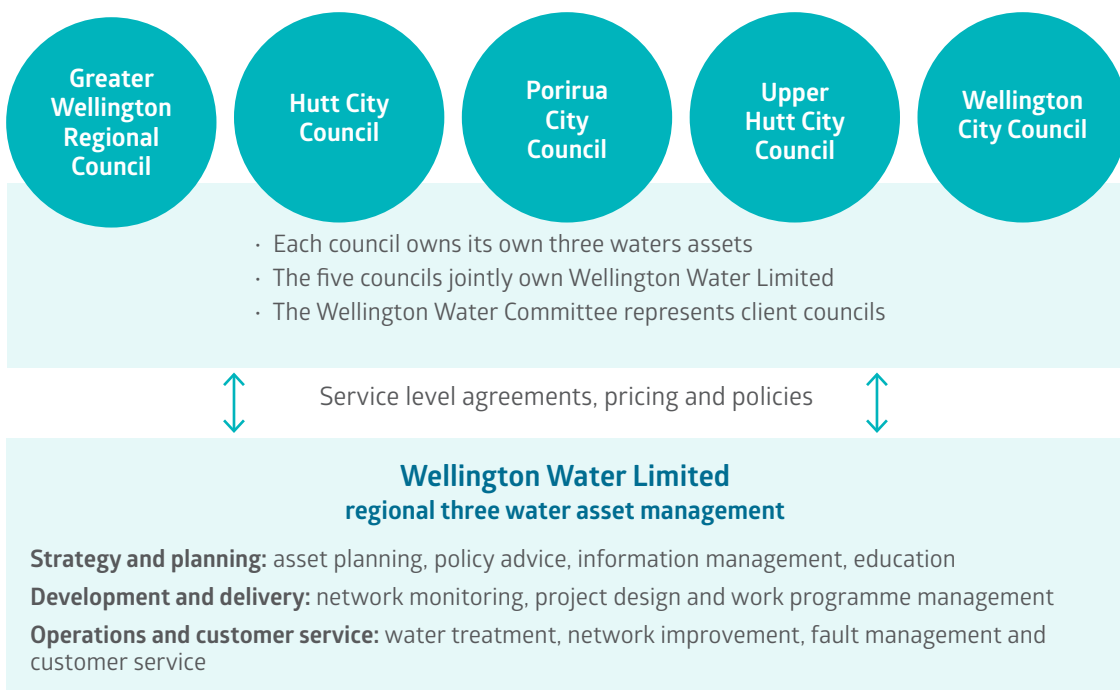 Greater
Wellington
Regional
Council
Hutt City
Council
Porirua
City
Council
Upper
Hutt City
Council
Wellington
City Council
· Each council owns its own three waters assets
· The five councils jointly own Wellington Water Limited
· The Wellington Water Committee represents client councils
Service level agreements, pricing and policies
Wellington Water Limited
regional three water asset management
Strategy and planning: asset planning, policy advice, information management, education
Development and delivery: network monitoring, project design and work programme management
Operations and customer service: water treatment, network improvement, fault management and
customer service